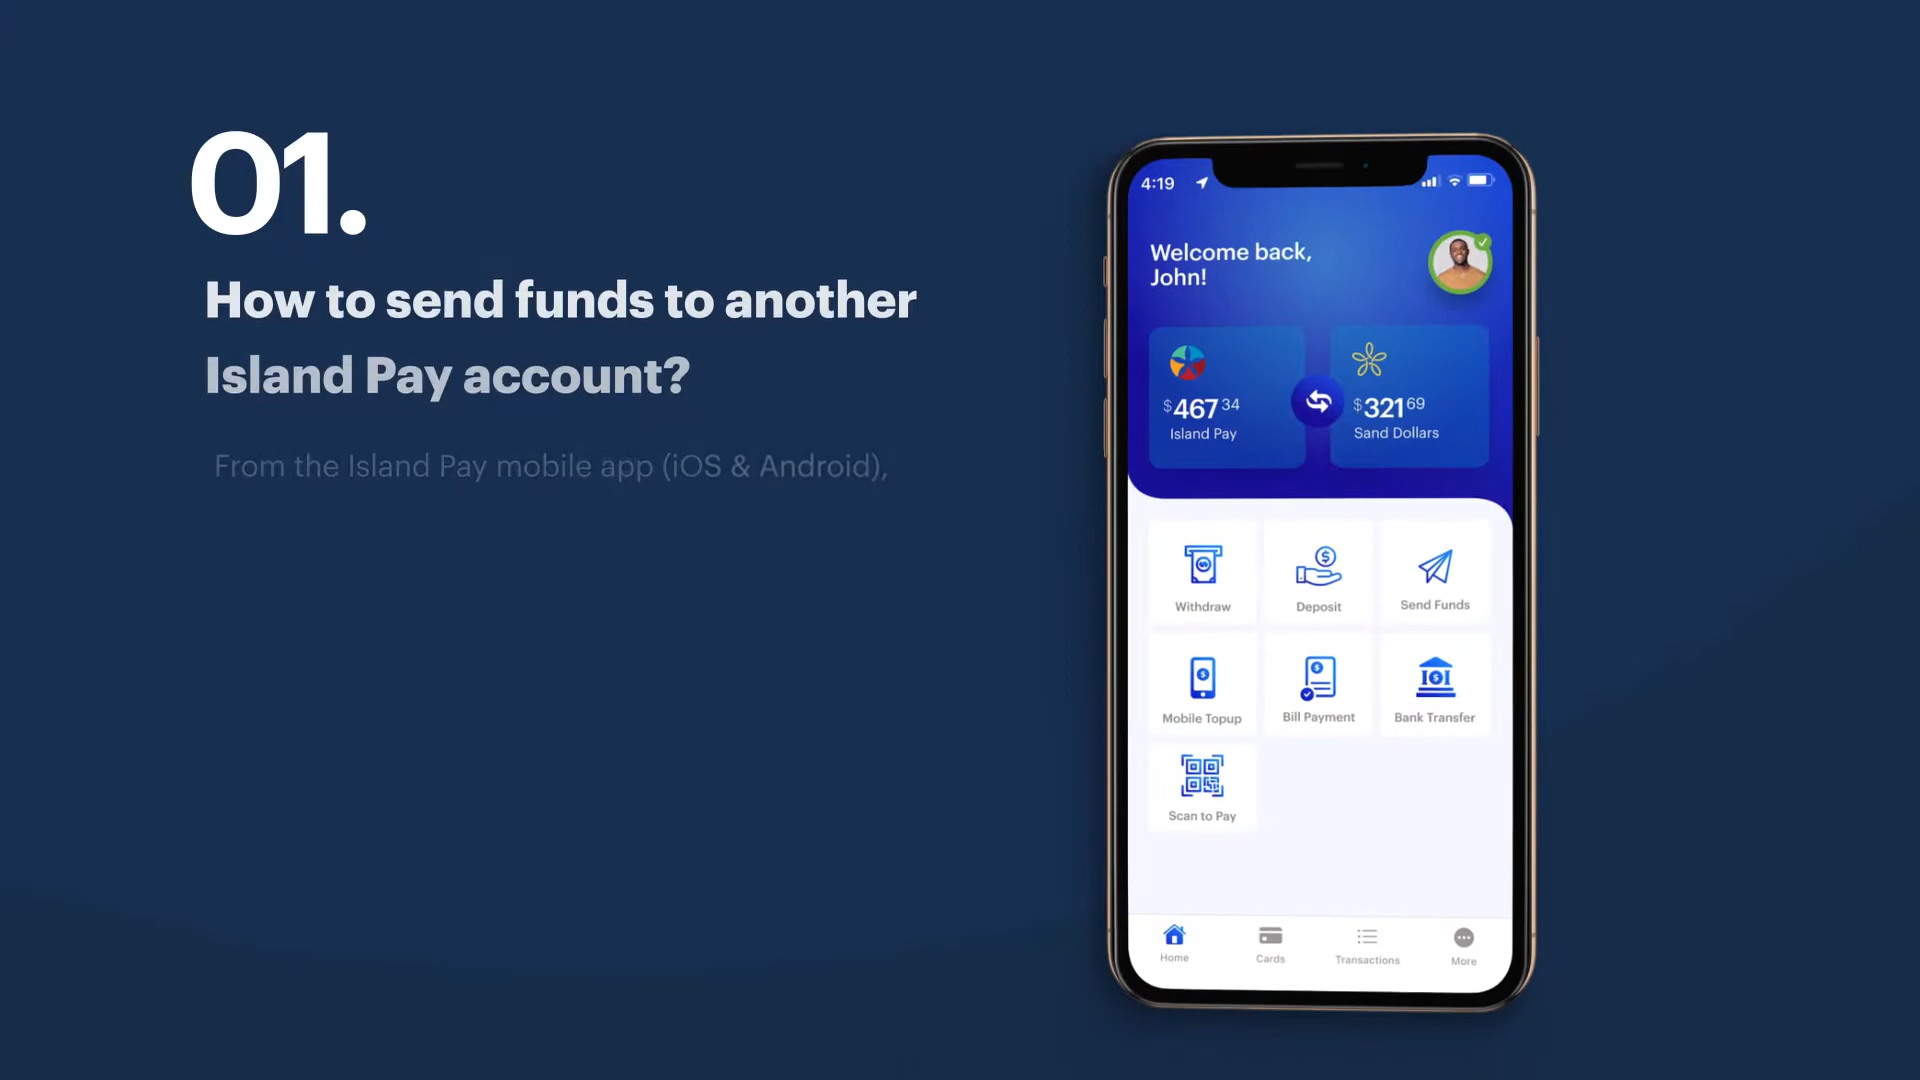 01.
How to send funds to another
Island Pay account?
From the Island Pay mobile app (iOS & Android),
4:19
Welcome back,
John!
$467 34
Island Pay
$321 69
Sand Dollars
Withdraw
Deposit
Send Funds
Mobile Topup
Bill Payment
Bank Transfer
Scan to Pay
Home
Cards
Transactions
More